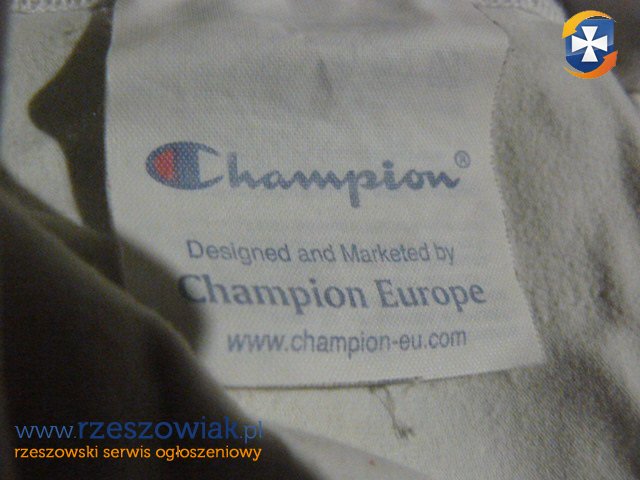 Champion®
Designed and Marketed by
Champion Europe
www.champion-eu.com
www.rzeszowiak.pl
rzeszowski serwis ogłoszeniowy